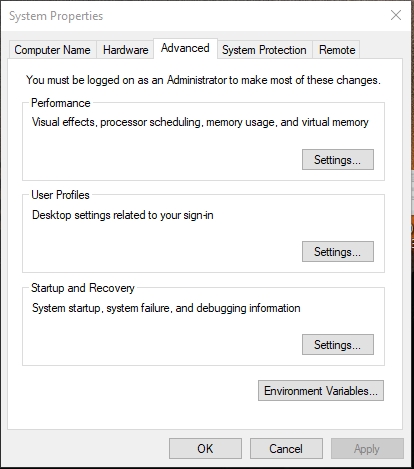 System Properties
Computer Name Hardware Advanced System Protection Remote
You must be logged on as an Administrator to make most of these changes.
Performance
Visual effects, processor scheduling, memory usage, and virtual memory
Settings...
User Profiles
Desktop settings related to your sign-in
Settings...
Startup and Recovery
System startup, system failure, and debugging information
Settings...
Environment Variables...
OK Cancel Apply